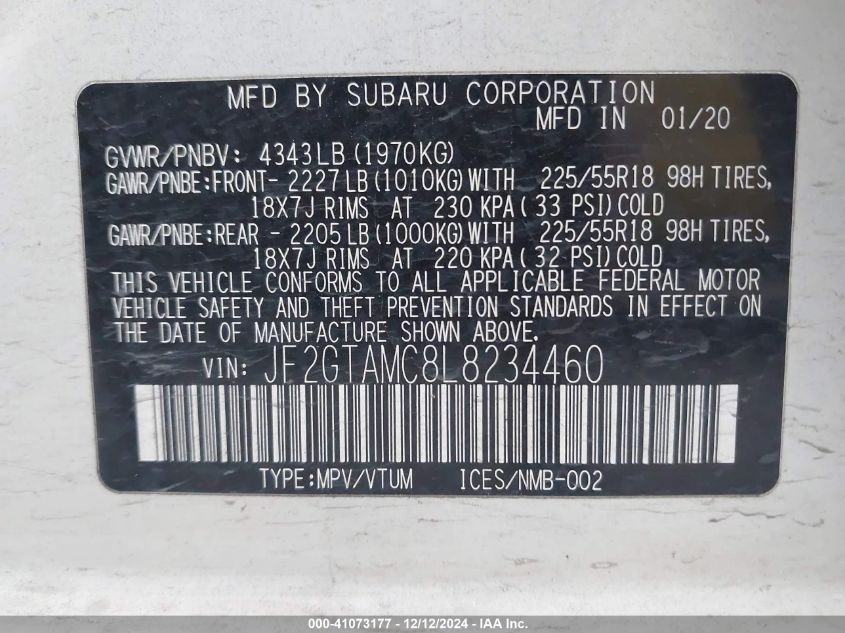 MFD BY SUBARU CORPORATION
MFD IN 01/20
GVWR/PNBV: 4343LB (1970KG)
GAWR/PNBE:FRONT- 2227LB (1010KG)WITH 225/55R18 98H TIRES,
18X7J RIMS AT 230 KPA( 33 PSI)COLD
GAWR/PNBE:REAR - 2205LB (1000KG)WITH 225/55R18 98H TIRES,
18X7J RIMS AT 220 KPA( 32 PSI)COLD
THIS VEHICLE CONFORMS TO ALL APPLICABLE FEDERAL MOTOR
VEHICLE SAFETY AND THEFT PREVENTION STANDARDS IN EFFECT ON
THE DATE OF MANUFACTURE SHOWN ABOVE.
VIN: JF2GTAMC8L8234460
TYPE:MPV/VTUM ICES/NMB-002
000-41073177 - 12/12/2024 - IAA Inc.